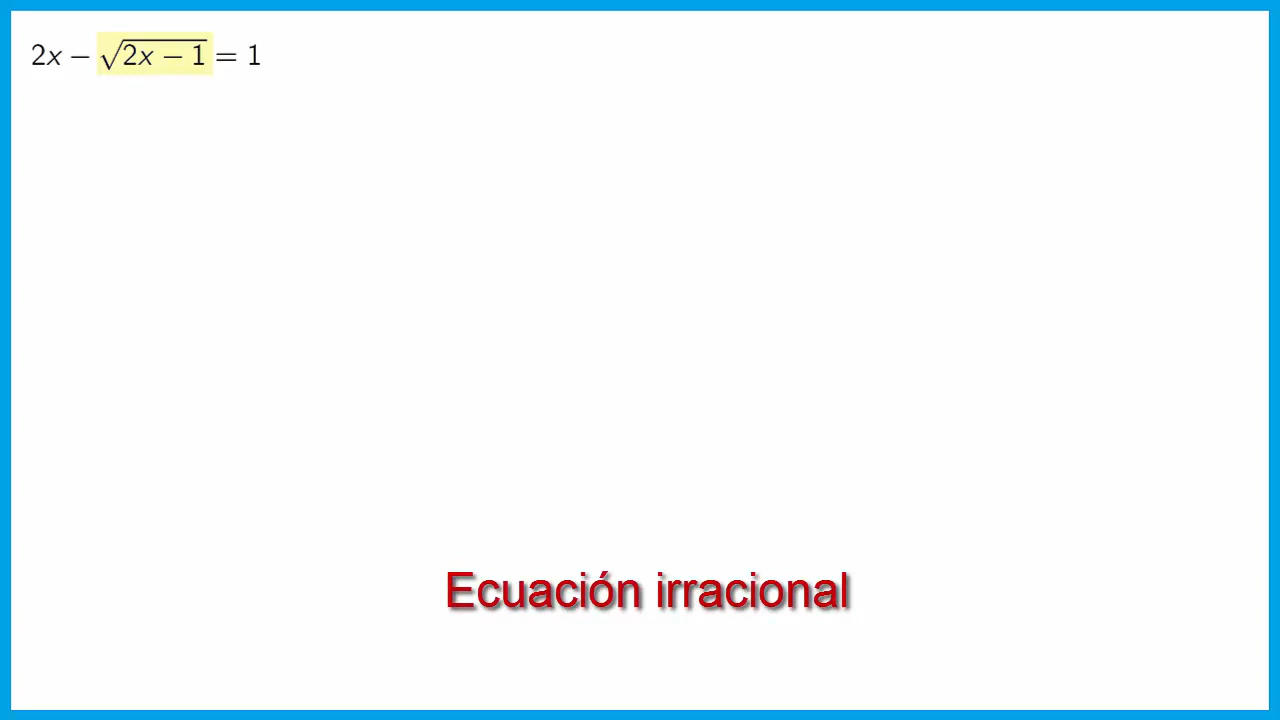 2x − √(2x − 1) = 1
Ecuación irracional